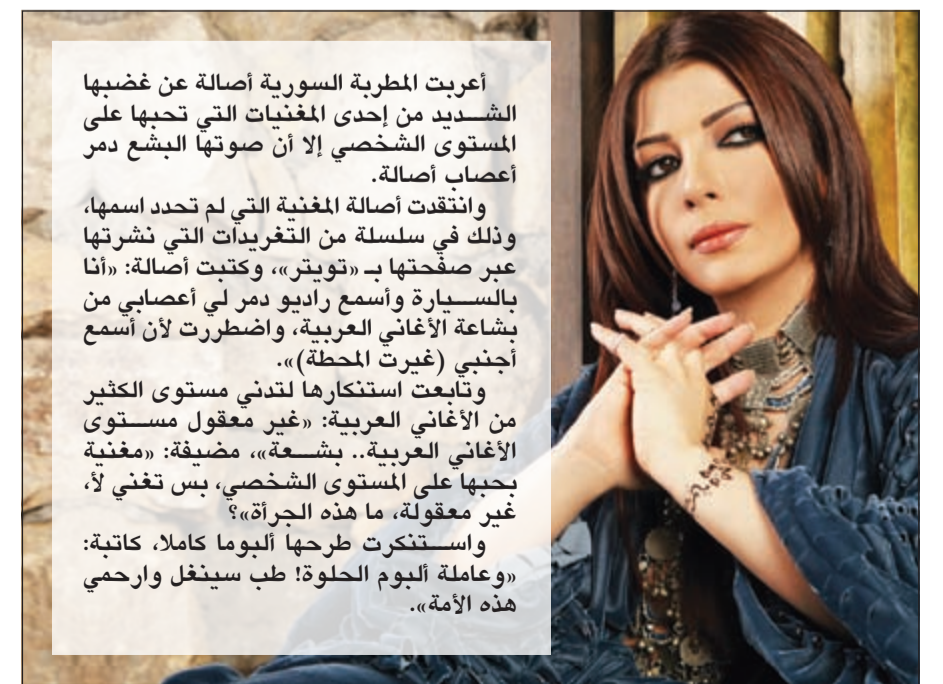 أعربت المطربة السورية أصالة عن غضبها
الشديد من إحدى المغنيات التي تحبها على
المستوى الشخصي إلا أن صوتها البشع دمر
أعصاب أصالة.
وانتقدت أصالة المغنية التي لم تحدد اسمها،
وذلك في سلسلة من التغريدات التي نشرتها
عبر صفحتها بـ «تويتر»، وكتبت أصالة: «أنا
بالسيارة وأسمع راديو دمر لي أعصابي من
بشاعة الأغاني العربية، واضطررت لأن أسمع
أجنبي (غيرت المحطة)».
وتابعت استنكارها لتدني مستوى الكثير
من الأغاني العربية: «غير معقول مستوى
الأغاني العربية.. بشعة»، مضيفة: «مغنية
بحبها على المستوى الشخصي، بس تغني لأ،
غير معقولة، ما هذه الجرأة»؟
واستنكرت طرحها ألبوما كاملا، كاتبة:
«وعاملة ألبوم الحلوة! طب سينغل وارحمي
هذه الأمة».